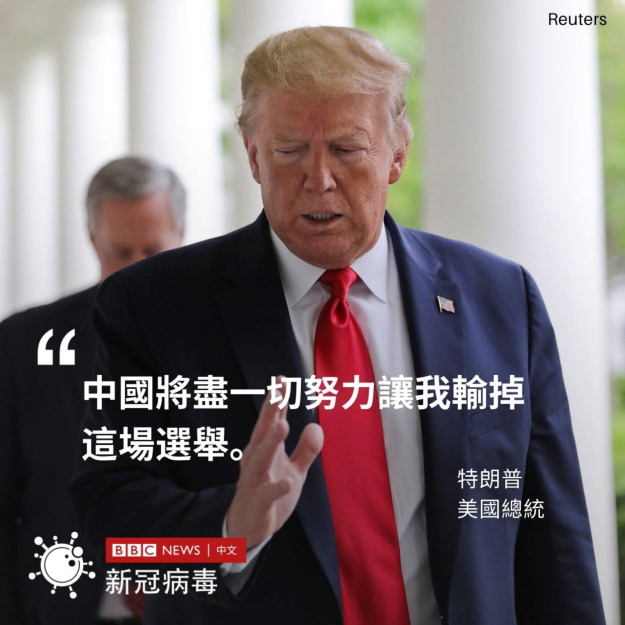 Reuters
“
中國將盡一切努力讓我輸掉
這場選舉。
特朗普
美國總統
BBC NEWS | 中文
新冠病毒